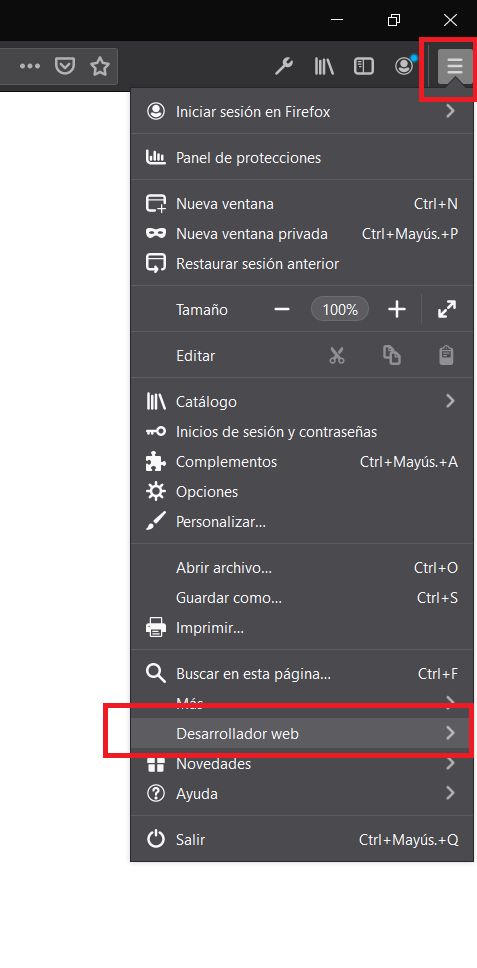 Iniciar sesión en Firefox
Panel de protecciones
Nueva ventana Ctrl+N
Nueva ventana privada Ctrl+Mayús.+P
Restaurar sesión anterior
Tamaño 100%
Editar
Catálogo
Inicios de sesión y contraseñas
Complementos Ctrl+Mayús.+A
Opciones
Personalizar...
Abrir archivo... Ctrl+O
Guardar como... Ctrl+S
Imprimir...
Buscar en esta página... Ctrl+F
Más
Desarrollador web
Novedades
Ayuda
Salir Ctrl+Mayús.+Q